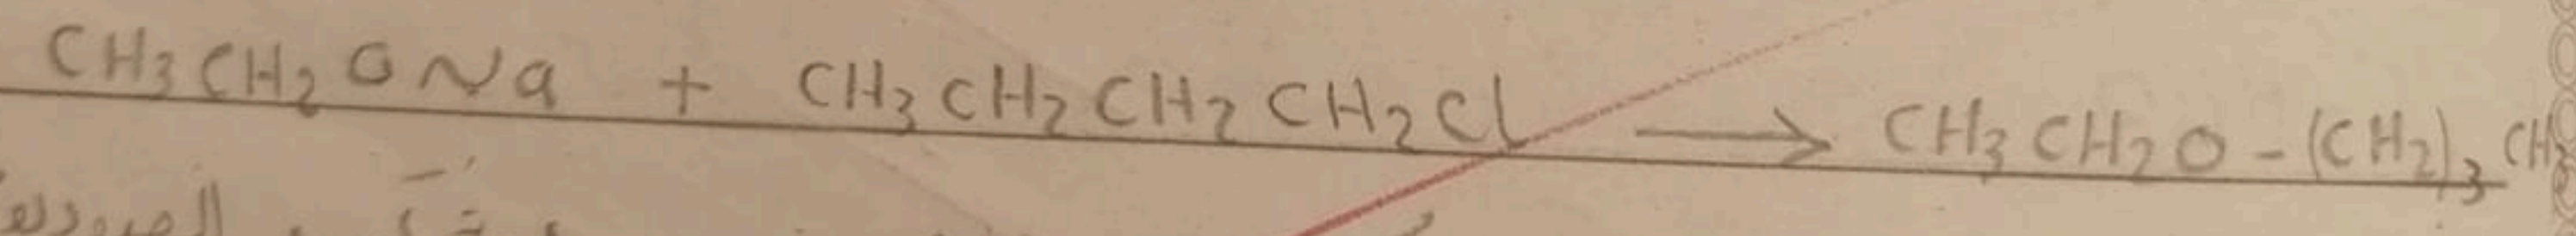 CH₃CH₂ONa + CH₃CH₂CH₂CH₂Cl → CH₃CH₂O-(CH₂)₃CH₃